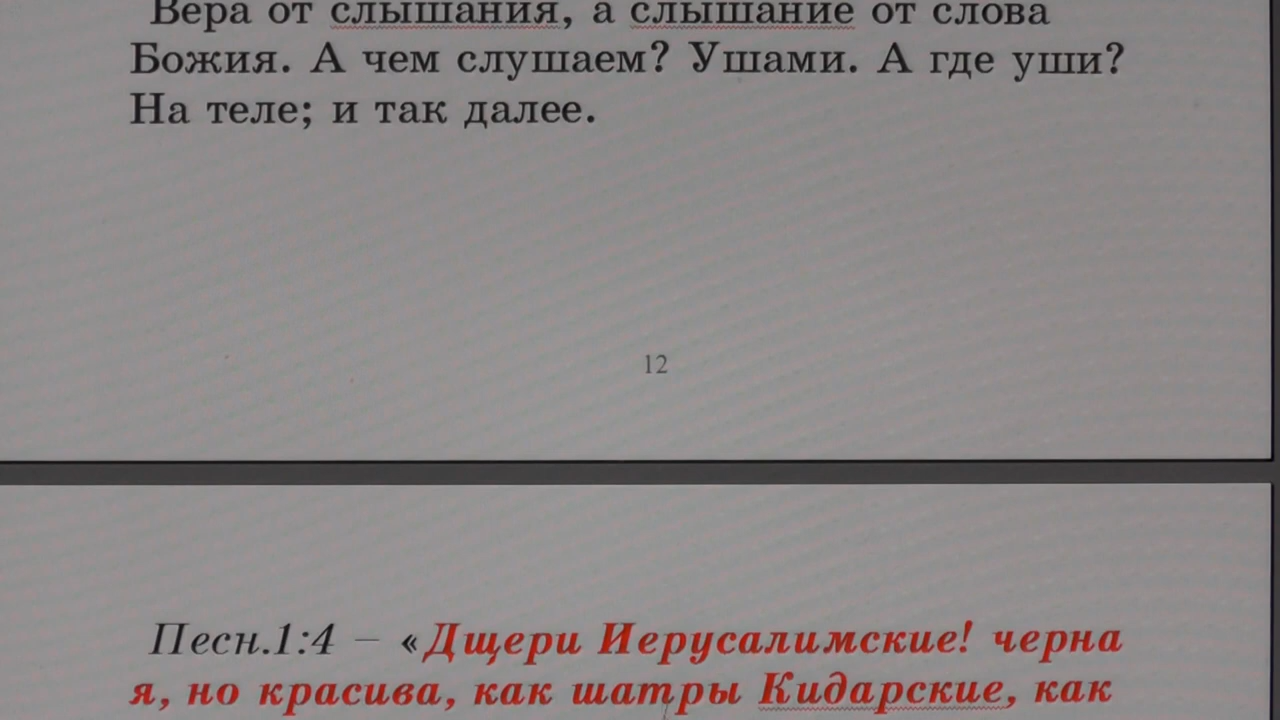 Вера от слышания, а слышание от слова
Божия. А чем слушаем? Ушами. А где уши?
На теле; и так далее.
12
Песн.1:4 – «Дщери Иерусалимские! черна
я, но красива, как шатры Кидарские, как